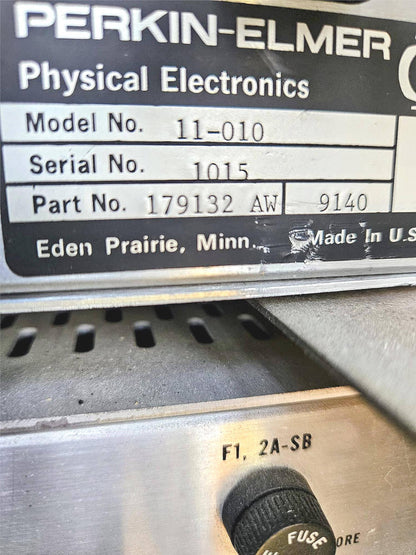 PERKIN-ELMER
Physical Electronics
Model No. 11-010
Serial No. 1015
Part No. 179132 AW 9140
Eden Prairie, Minn. Made In U.S
F1, 2A-SB
FUSE